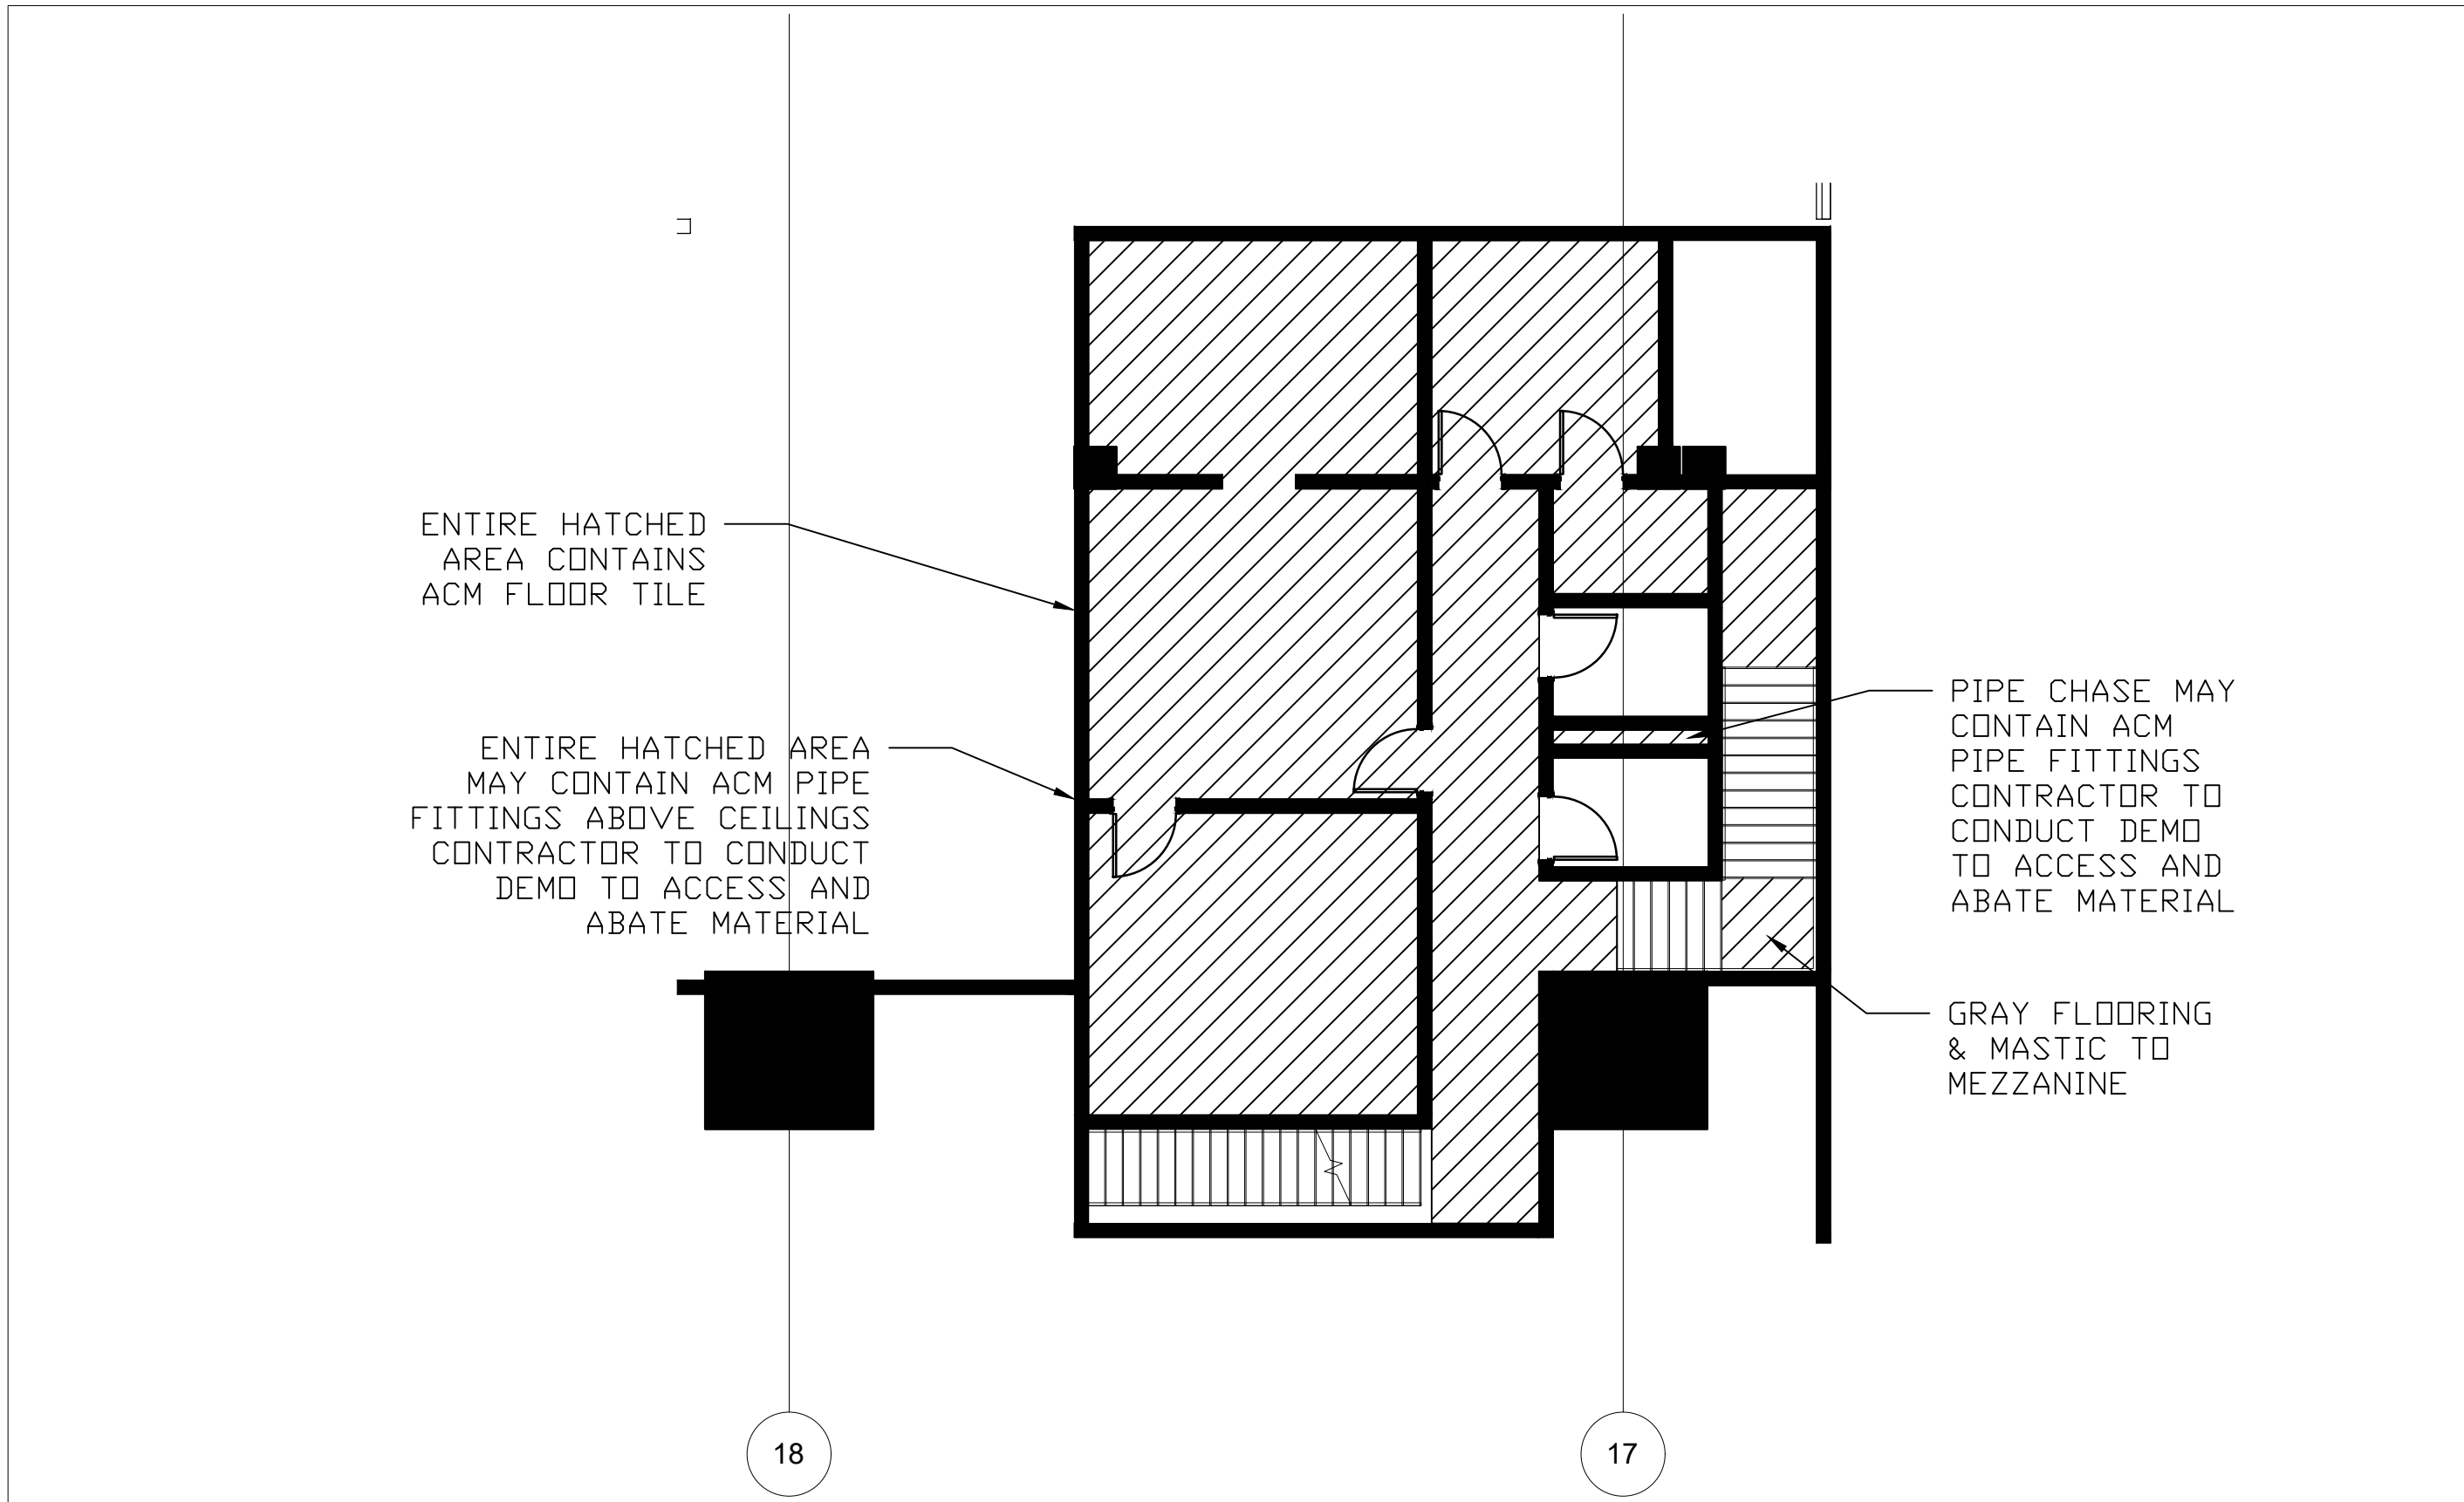 ENTIRE HATCHED
AREA CONTAINS
ACM FLOOR TILE
ENTIRE HATCHED AREA
MAY CONTAIN ACM PIPE
FITTINGS ABOVE CEILINGS
CONTRACTOR TO CONDUCT
DEMO TO ACCESS AND
ABATE MATERIAL
PIPE CHASE MAY
CONTAIN ACM
PIPE FITTINGS
CONTRACTOR TO
CONDUCT DEMO
TO ACCESS AND
ABATE MATERIAL
GRAY FLOORING
& MASTIC TO
MEZZANINE
18
17